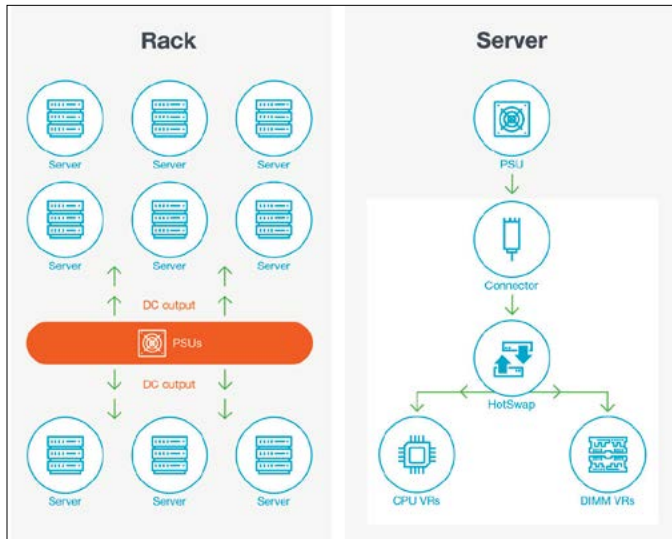 Rack
Server
Server
Server
Server
Server
Server
DC output
PSUs
DC output
Server
Server
Server
Server
PSU
Connector
HotSwap
CPU VRs
DIMM VRs